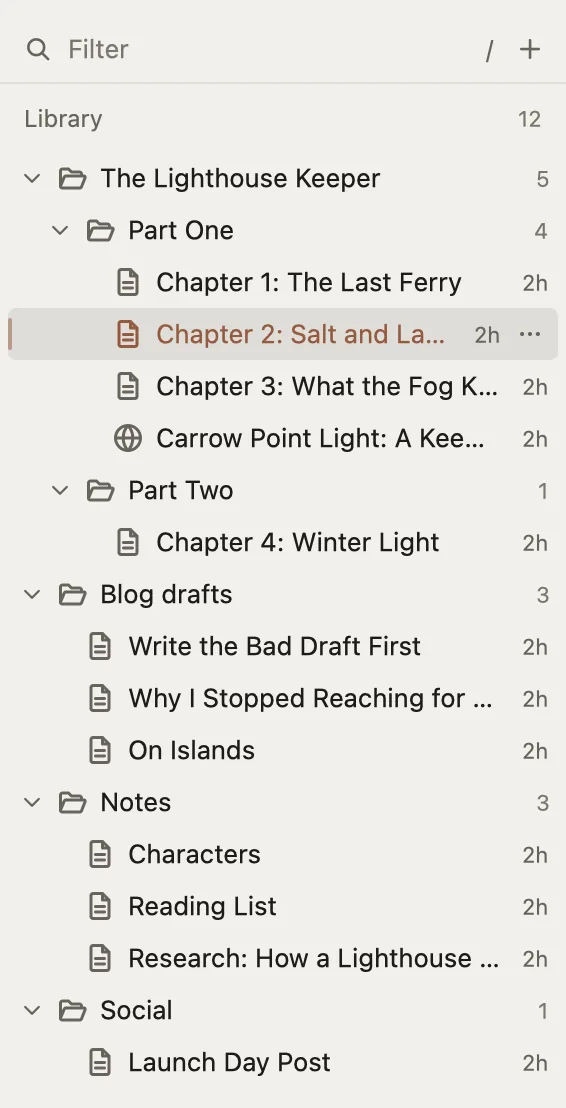 Filter / +
Library 12
The Lighthouse Keeper 5
Part One 4
Chapter 1: The Last Ferry 2h
Chapter 2: Salt and La... 2h ...
Chapter 3: What the Fog K... 2h
Carrow Point Light: A Kee... 2h
Part Two 1
Chapter 4: Winter Light 2h
Blog drafts 3
Write the Bad Draft First 2h
Why I Stopped Reaching for ... 2h
On Islands 2h
Notes 3
Characters 2h
Reading List 2h
Research: How a Lighthouse ... 2h
Social 1
Launch Day Post 2h